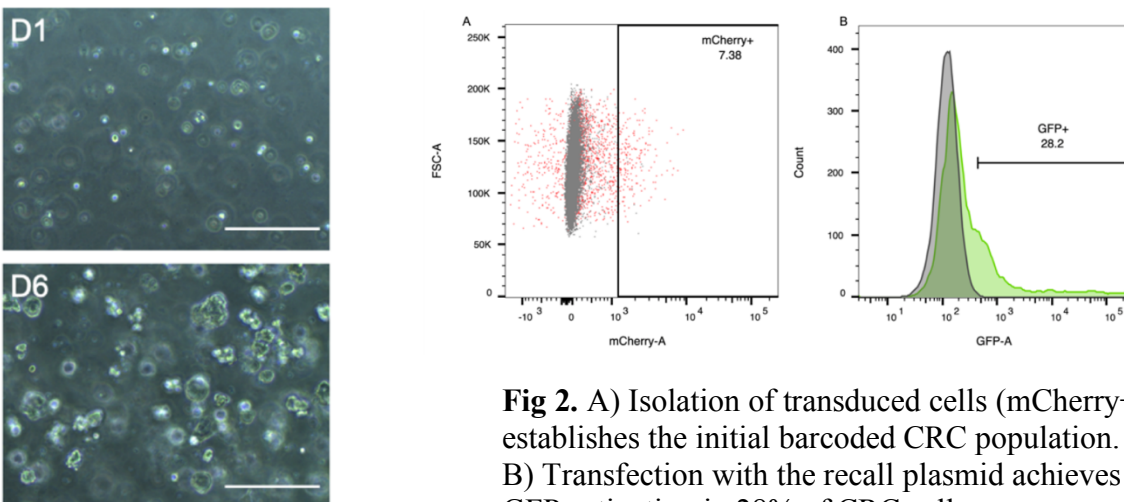 D1
D6
A
250K
200K
150K
100K
50K
0
FSC-A
mCherry+
7.38
-10 3
0
10 3
10 4
10 5
mCherry-A
B
400
300
200
100
0
Count
GFP+
28.2
10 1
10 2
10 3
10 4
10 5
GFP-A
Fig 2. A) Isolation of transduced cells (mCherry+
establishes the initial barcoded CRC population.
B) Transfection with the recall plasmid achieves